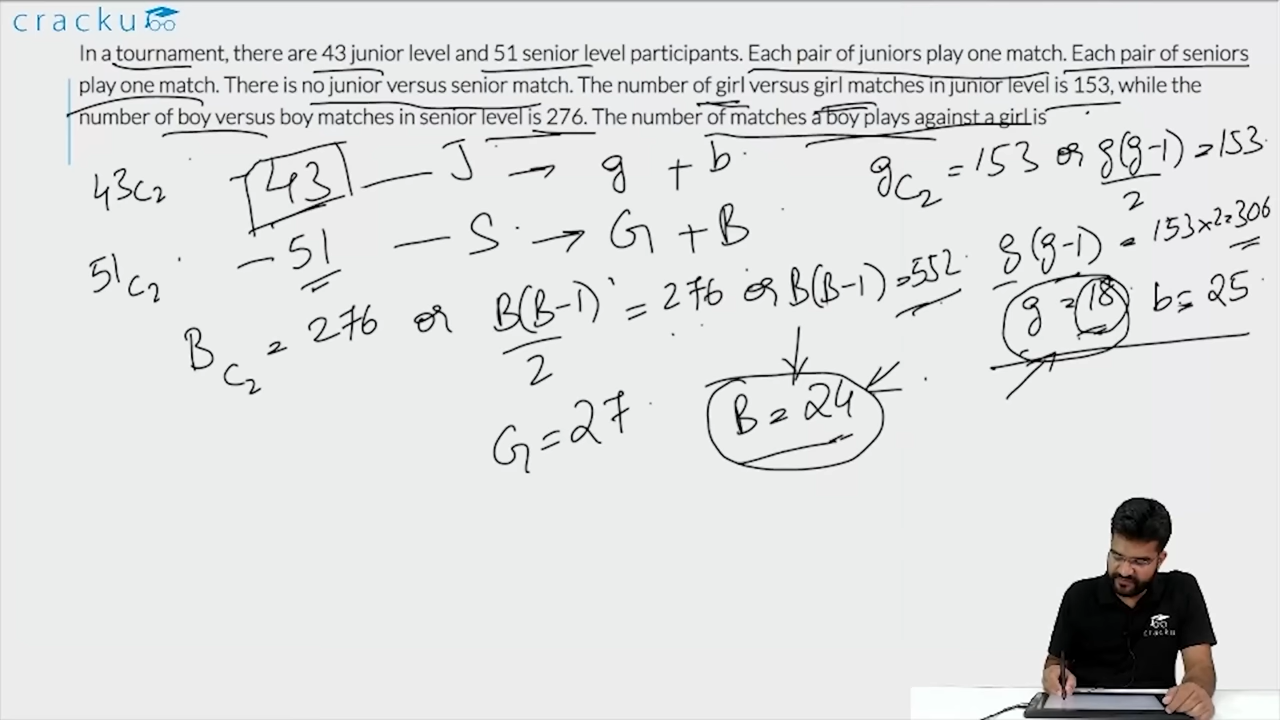 cracku
In a tournament, there are 43 junior level and 51 senior level participants. Each pair of juniors play one match. Each pair of seniors
play one match. There is no junior versus senior match. The number of girl versus girl matches in junior level is 153, while the
number of boy versus boy matches in senior level is 276. The number of matches a boy plays against a girl is
43C2 43 — J → g + b
gC2 = 153 or g(g-1)/2 = 153
51C2 - 51 — S → G + B
g(g-1) = 153×2=306
BC2 = 276 or B(B-1)/2 = 276 or B(B-1) = 552
g = 18 b = 25
G = 27 B = 24
cracku